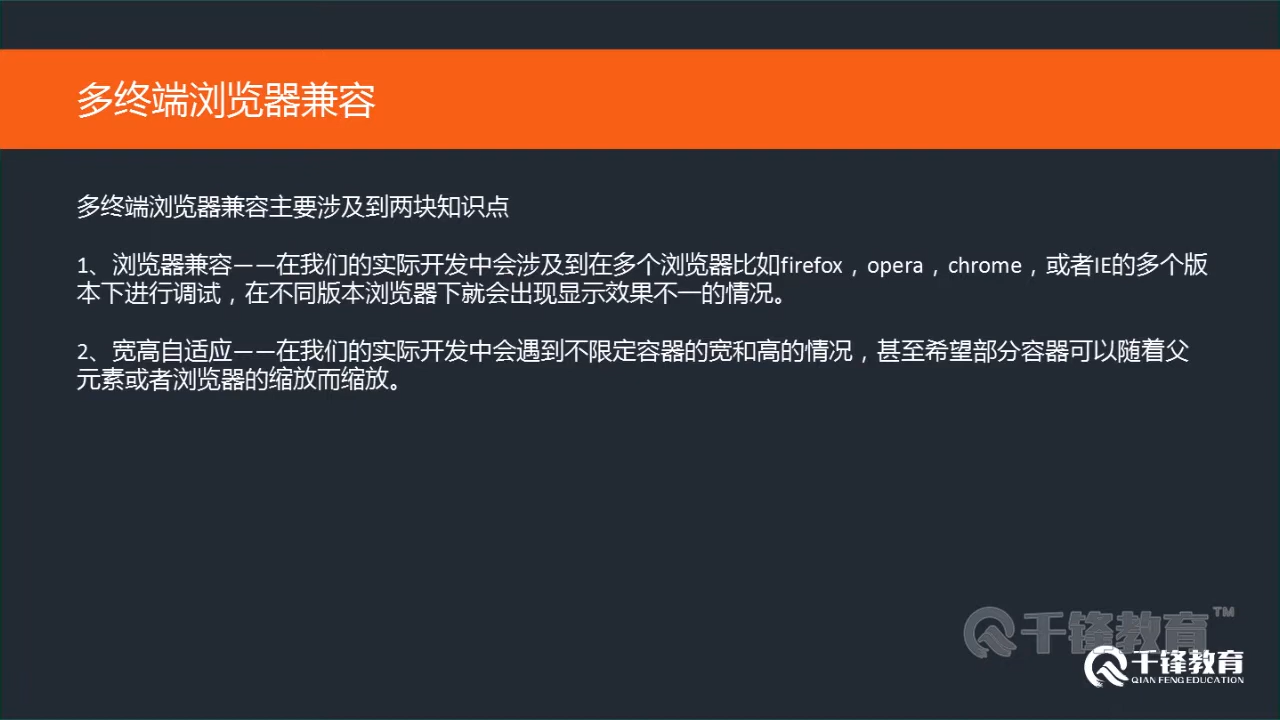 多终端浏览器兼容
多终端浏览器兼容主要涉及到两块知识点
1、浏览器兼容——在我们的实际开发中会涉及到在多个浏览器比如firefox，opera，chrome，或者IE的多个版
本下进行调试，在不同版本浏览器下就会出现显示效果不一的情况。
2、宽高自适应——在我们的实际开发中会遇到不限定容器的宽和高的情况，甚至希望部分容器可以随着父
元素或者浏览器的缩放而缩放。
千锋教育™
千锋教育
QIAN FENG EDUCATION